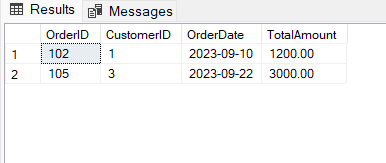 Results Messages
OrderID CustomerID OrderDate TotalAmount
1 102 1 2023-09-10 1200.00
2 105 3 2023-09-22 3000.00